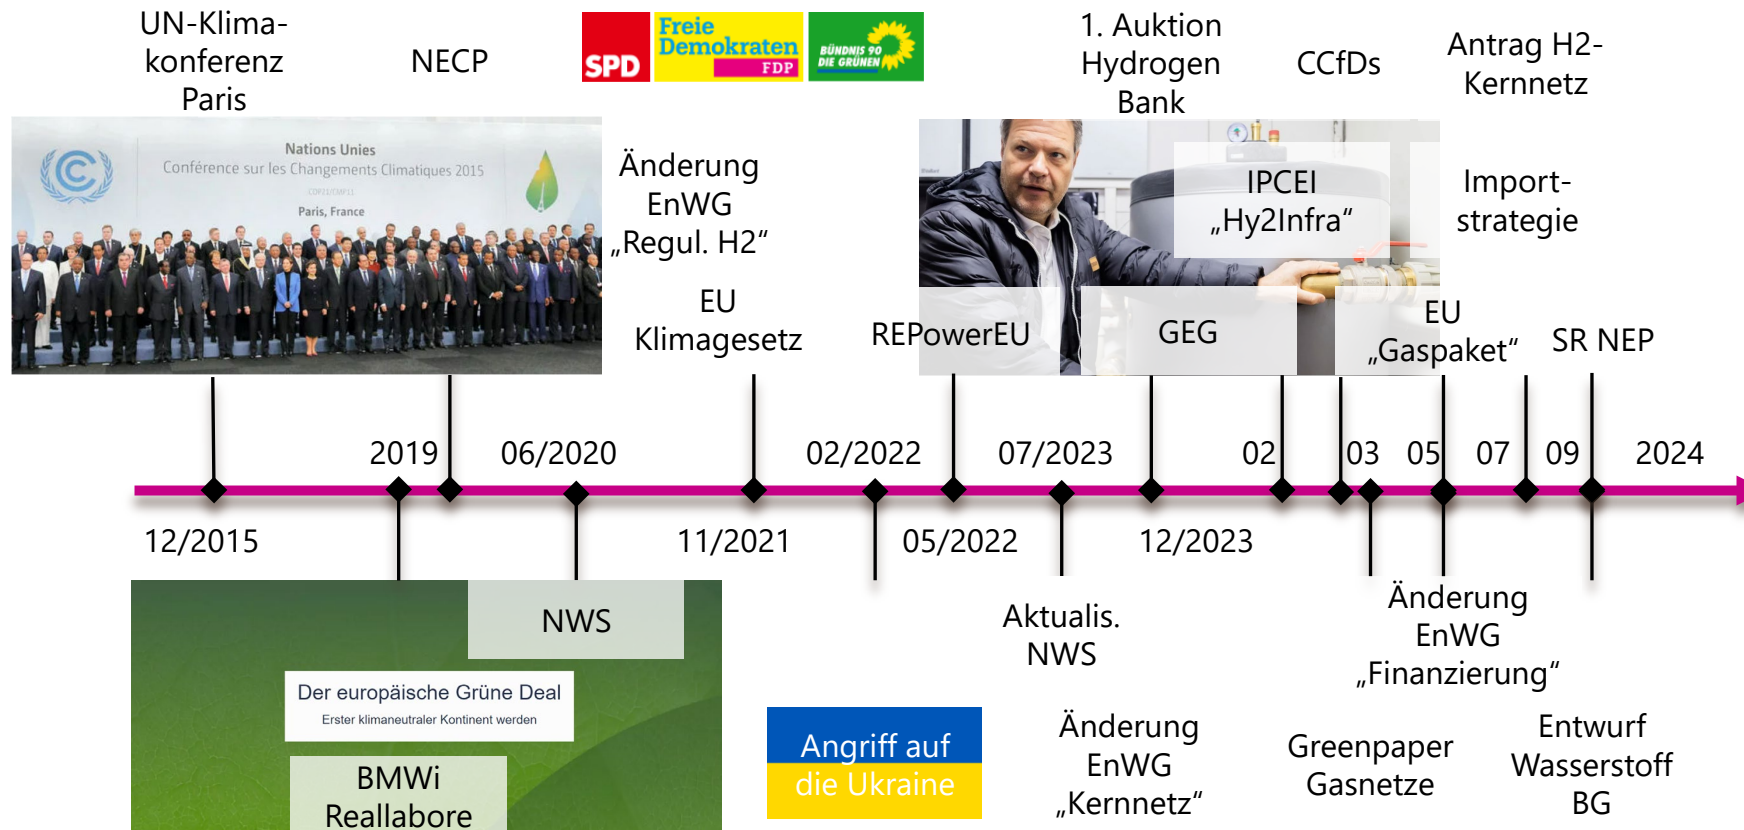 UN-Klima-
konferenz
Paris
NECP
SPD
Freie
Demokraten
FDP
BÜNDNIS 90
DIE GRÜNEN
1. Auktion
Hydrogen
Bank
CCfDs
Antrag H2-
Kernnetz
Nations Unies
Conférence sur les Changements Climatiques 2015
COP21/CMP11
Paris, France
Änderung
EnWG
„Regul. H2“
EU
Klimagesetz
REPowerEU
IPCEI
„Hy2Infra“
GEG
Import-
strategie
EU
„Gaspaket“
SR NEP
2019
06/2020
02/2022
07/2023
02
03
05
07
09
2024
12/2015
11/2021
05/2022
12/2023
NWS
Der europäische Grüne Deal
Erster klimaneutraler Kontinent werden
BMWi
Reallabore
Angriff auf
die Ukraine
Aktualis.
NWS
Änderung
EnWG
„Kernnetz“
Änderung
EnWG
„Finanzierung“
Greenpaper
Gasnetze
Entwurf
Wasserstoff
BG